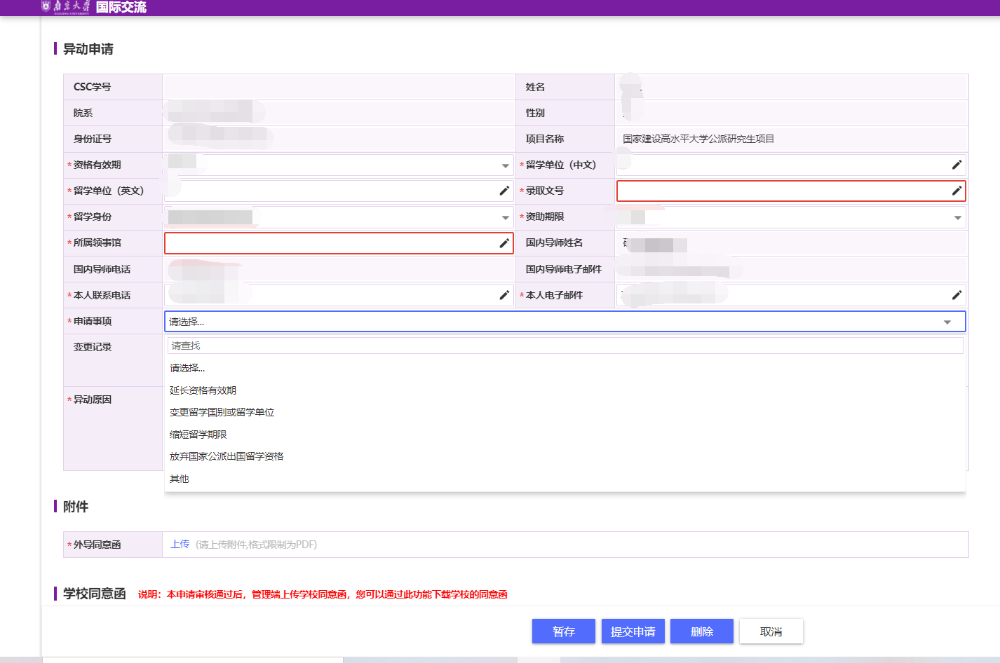 南京大学 国际交流
NANJING UNIVERSITY
异动申请
CSC学号 姓名
院系 性别
身份证号 项目名称 国家建设高水平大学公派研究生项目
*资格有效期 *留学单位（中文）
*留学单位（英文） *录取文号
*留学身份 *资助期限
*所属领事馆 国内导师姓名
国内导师电话 国内导师电子邮件
*本人联系电话 *本人电子邮件
*申请事项 请选择...
变更记录 请查找
请选择...
延长资格有效期
*异动原因
变更留学国别或留学单位
缩短留学期限
放弃国家公派出国留学资格
其他
附件
*外导同意函 上传 (请上传附件,格式限制为PDF)
学校同意函 说明：本申请审核通过后，管理端上传学校同意函，您可以通过此功能下载学校的同意函
暂存 提交申请 删除 取消